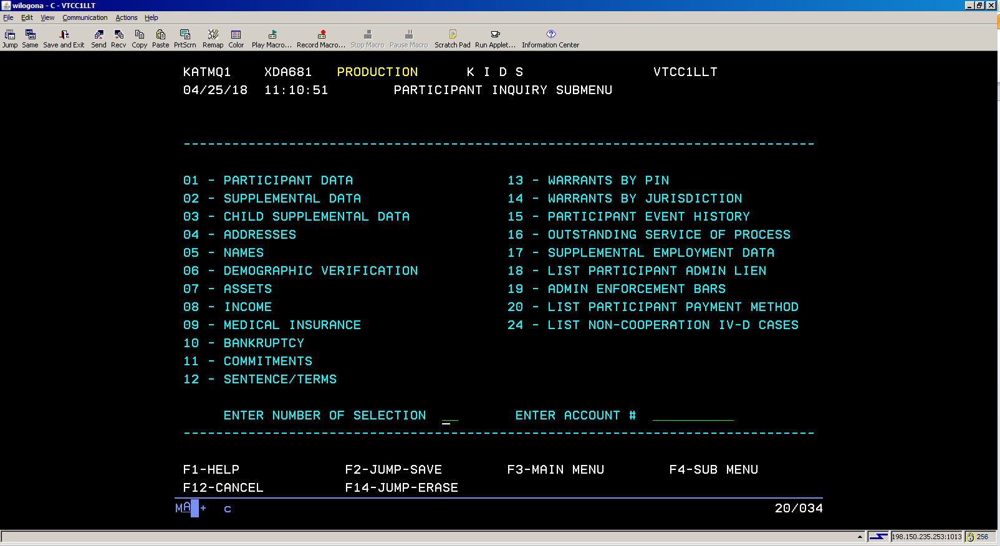 wilogona - C - VTCC1LLT
File Edit View Communication Actions Help
Jump Same Save and Exit Send Recv Copy Paste PrtScrn Remap Color Play Macro... Record Macro... Stop Macro Pause Macro Scratch Pad Run Applet... Information Center
KATMQ1 XDA681 PRODUCTION K I D S VTCC1LLT
04/25/18 11:10:51 PARTICIPANT INQUIRY SUBMENU
--------------------------------------------------------------------------------
01 - PARTICIPANT DATA 13 - WARRANTS BY PIN
02 - SUPPLEMENTAL DATA 14 - WARRANTS BY JURISDICTION
03 - CHILD SUPPLEMENTAL DATA 15 - PARTICIPANT EVENT HISTORY
04 - ADDRESSES 16 - OUTSTANDING SERVICE OF PROCESS
05 - NAMES 17 - SUPPLEMENTAL EMPLOYMENT DATA
06 - DEMOGRAPHIC VERIFICATION 18 - LIST PARTICIPANT ADMIN LIEN
07 - ASSETS 19 - ADMIN ENFORCEMENT BARS
08 - INCOME 20 - LIST PARTICIPANT PAYMENT METHOD
09 - MEDICAL INSURANCE 24 - LIST NON-COOPERATION IV-D CASES
10 - BANKRUPTCY
11 - COMMITMENTS
12 - SENTENCE/TERMS
ENTER NUMBER OF SELECTION __ ENTER ACCOUNT # __________
--------------------------------------------------------------------------------
F1-HELP F2-JUMP-SAVE F3-MAIN MENU F4-SUB MENU
F12-CANCEL F14-JUMP-ERASE
MA + c 20/034
198.150.235.253:1013 256